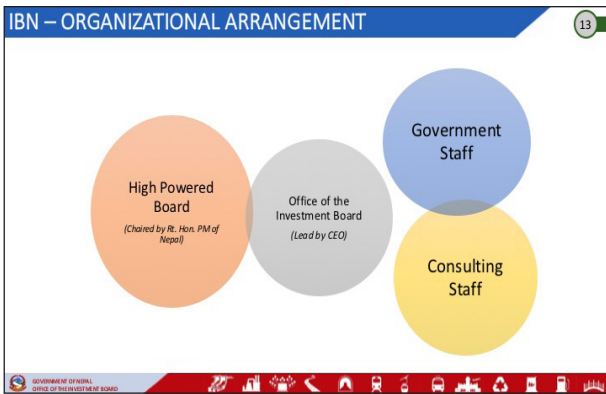 IBN – ORGANIZATIONAL ARRANGEMENT
13
High Powered
Board
(Chaired by Rt. Hon. PM of
Nepal)
Office of the
Investment Board
(Lead by CEO)
Government
Staff
Consulting
Staff
GOVERNMENT OF NEPAL
OFFICE OF THE INVESTMENT BOARD